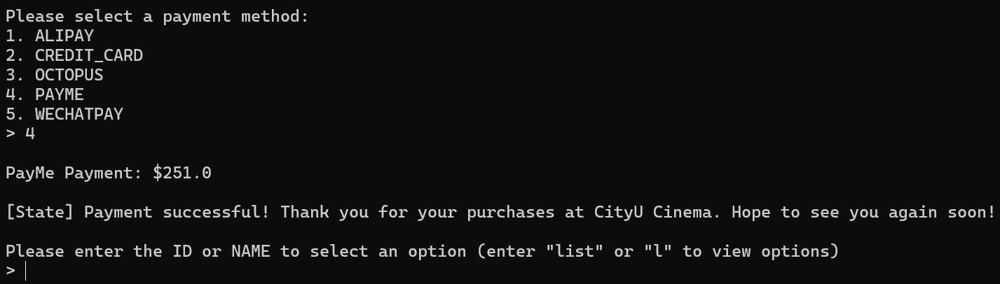 Please select a payment method:
1. ALIPAY
2. CREDIT_CARD
3. OCTOPUS
4. PAYME
5. WECHATPAY
> 4
PayMe Payment: $251.0
[State] Payment successful! Thank you for your purchases at CityU Cinema. Hope to see you again soon!
Please enter the ID or NAME to select an option (enter "list" or "l" to view options)
>